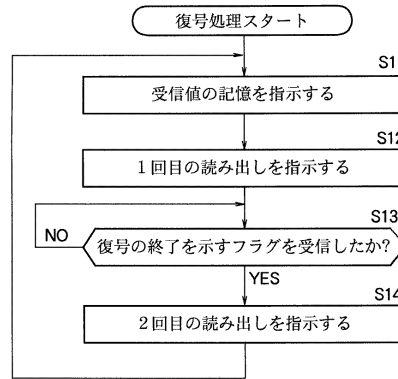 復号処理スタート
S1
受信値の記憶を指示する
S12
1回目の読み出しを指示する
S13
NO
復号の終了を示すフラグを受信したか?
YES
S14
2回目の読み出しを指示する